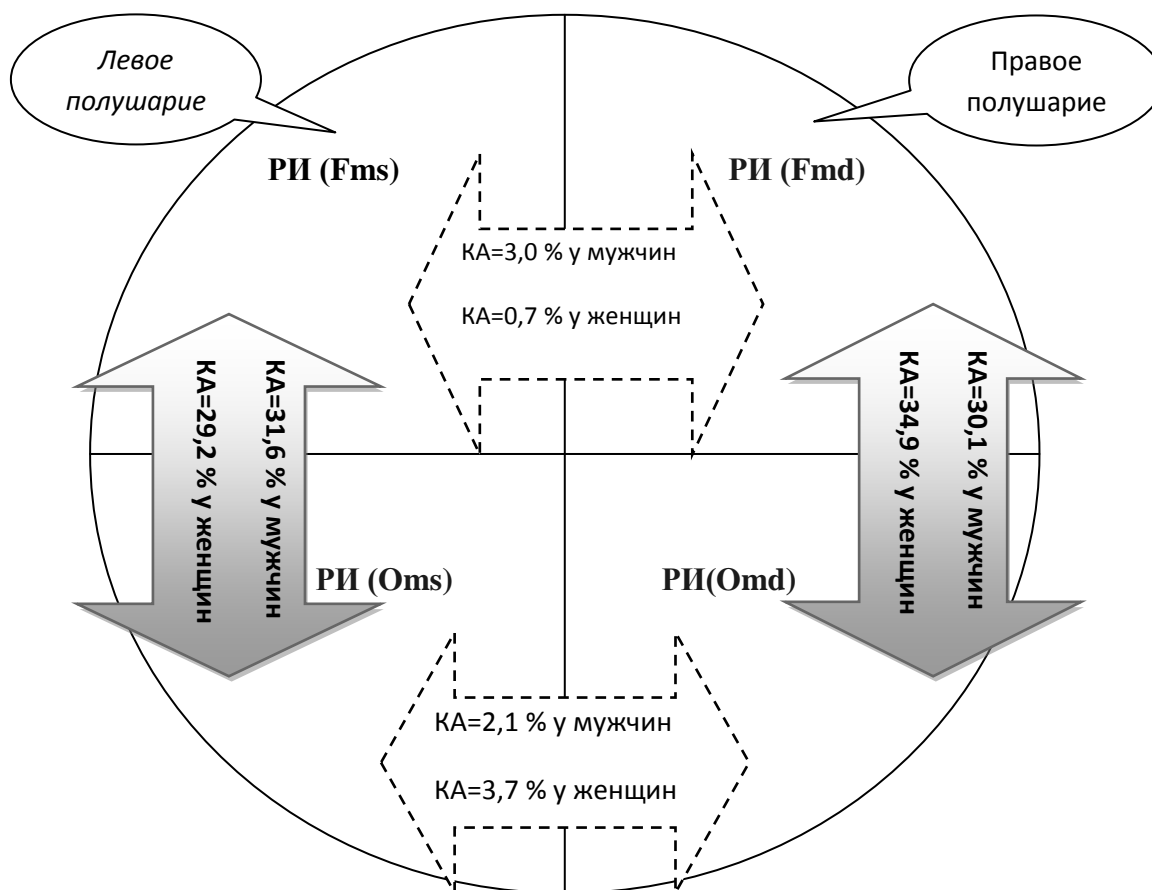 Левое
полушарие
Правое
полушарие
РИ (Fms)
РИ (Fmd)
КА=3,0 % у мужчин
КА=0,7 % у женщин
КА=31,6 % у мужчин
КА=29,2 % у женщин
КА=30,1 % у мужчин
КА=34,9 % у женщин
РИ (Oms)
РИ(Omd)
КА=2,1 % у мужчин
КА=3,7 % у женщин